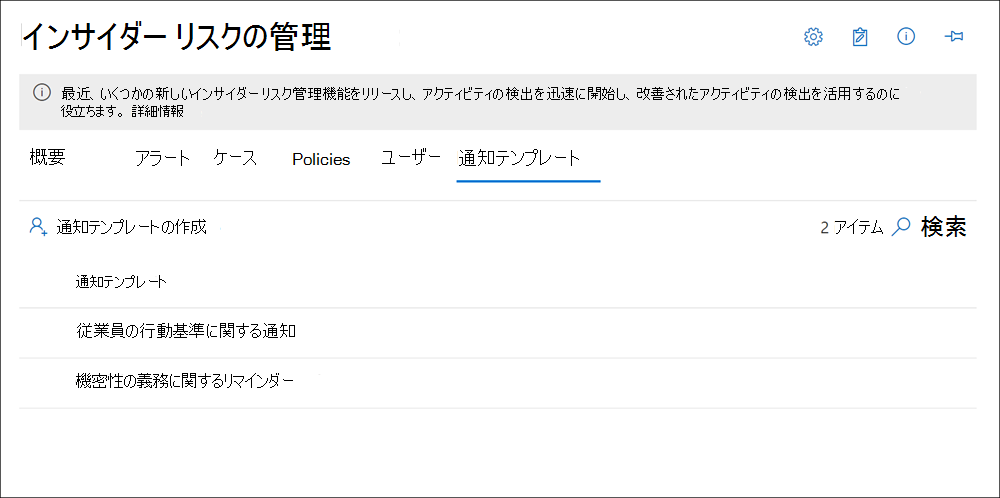 インサイダー リスクの管理
最近、いくつかの新しいインサイダー リスク管理機能をリリースし、アクティビティの検出を迅速に開始し、改善されたアクティビティの検出を活用するのに
役立ちます。 詳細情報
概要 アラート ケース Policies ユーザー 通知テンプレート
通知テンプレートの作成 2 アイテム 検索
通知テンプレート
従業員の行動基準に関する通知
機密性の義務に関するリマインダー